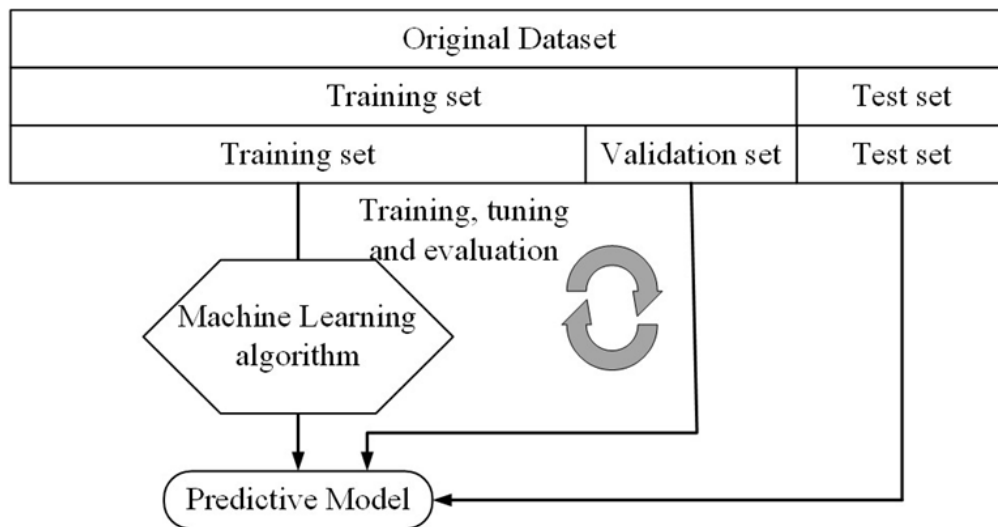 Original Dataset
Training set
Test set
Training set
Validation set
Test set
Training, tuning
and evaluation
Machine Learning
algorithm
Predictive Model